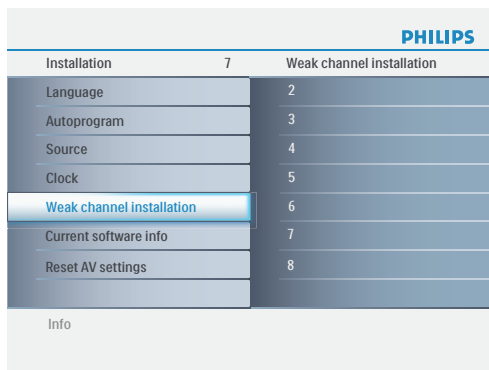 PHILIPS
Installation 7 Weak channel installation
Language 2
Autoprogram 3
Source 4
Clock 5
Weak channel installation 6
Current software info 7
Reset AV settings 8
Info